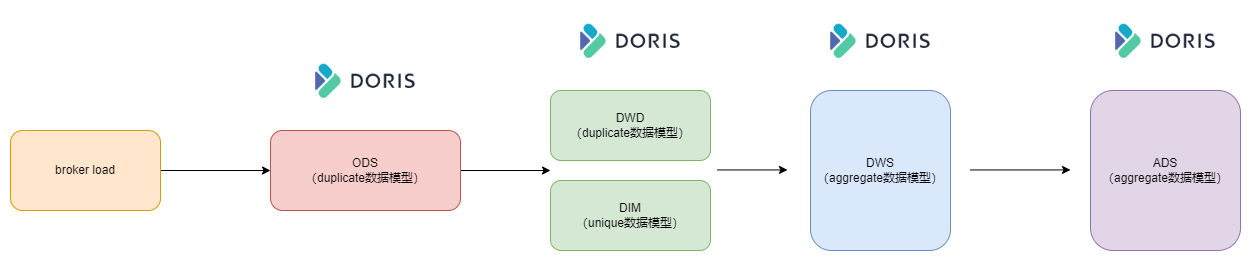 DORIS
DORIS
DORIS
DORIS
broker load
ODS
（duplicate数据模型）
DWD
（duplicate数据模型）
DIM
（unique数据模型）
DWS
（aggregate数据模型）
ADS
（aggregate数据模型）